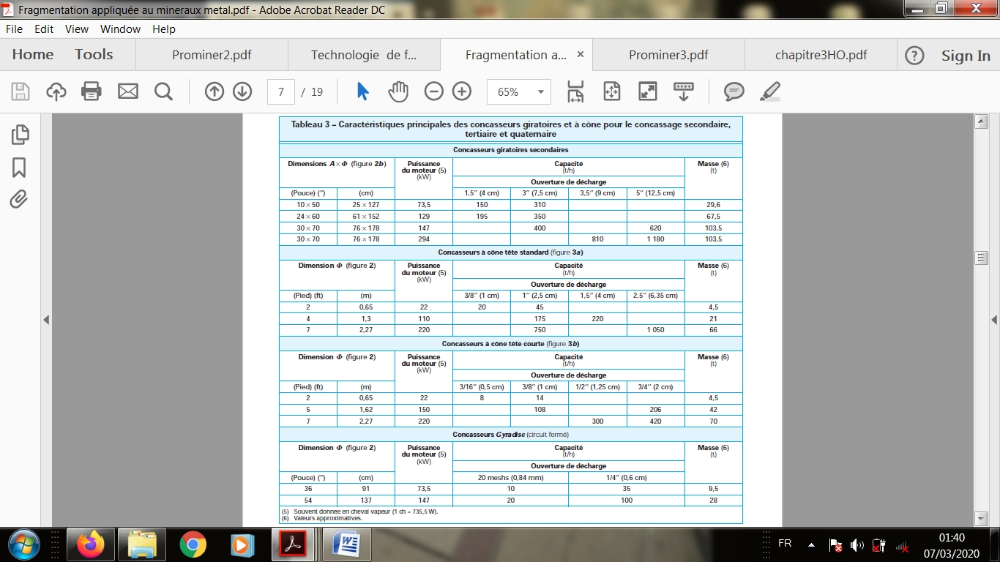 Fragmentation appliquée au mineraux metal.pdf - Adobe Acrobat Reader DC
File Edit View Window Help
Home Tools Prominer2.pdf Technologie de f... Fragmentation a... × Prominer3.pdf chapitre3HO.pdf ? Sign In
7 / 19 65%
Tableau 3 – Caractéristiques principales des concasseurs giratoires et à cône pour le concassage secondaire,
tertiaire et quaternaire
Concasseurs giratoires secondaires
Dimensions A × Φ (figure 2b) Puissance du moteur (5) (kW) Capacité (t/h) Masse (6) (t)
Ouverture de décharge
(Pouce) (″) (cm) 1,5″ (4 cm) 3″ (7,5 cm) 3,5″ (9 cm) 5″ (12,5 cm)
10 × 50 25 × 127 73,5 150 310 29,6
24 × 60 61 × 152 129 195 350 67,5
30 × 70 76 × 178 147 400 620 103,5
30 × 70 76 × 178 294 810 1 180 103,5
Concasseurs à cône tête standard (figure 3a)
Dimension Φ (figure 2) Puissance du moteur (5) (kW) Capacité (t/h) Masse (6) (t)
Ouverture de décharge
(Pied) (ft) (m) 3/8″ (1 cm) 1″ (2,5 cm) 1,5″ (4 cm) 2,5″ (6,35 cm)
2 0,65 22 20 45 4,5
4 1,3 110 175 220 21
7 2,27 220 750 1 050 66
Concasseurs à cône tête courte (figure 3b)
Dimension Φ (figure 2) Puissance du moteur (5) (kW) Capacité (t/h) Masse (6) (t)
Ouverture de décharge
(Pied) (ft) (m) 3/16″ (0,5 cm) 3/8″ (1 cm) 1/2″ (1,25 cm) 3/4″ (2 cm)
2 0,65 22 8 14 4,5
5 1,62 150 108 206 42
7 2,27 220 300 420 70
Concasseurs Gyradisc (circuit fermé)
Dimension Φ (figure 2) Puissance du moteur (5) (kW) Capacité (t/h) Masse (6) (t)
Ouverture de décharge
(Pouce) (″) (cm) 20 meshs (0,84 mm) 1/4″ (0,6 cm)
36 91 73,5 10 35 9,5
54 137 147 20 100 28
(5) Souvent donnée en cheval vapeur (1 ch = 735,5 W).
(6) Valeurs approximatives.
FR 01:40
07/03/2020